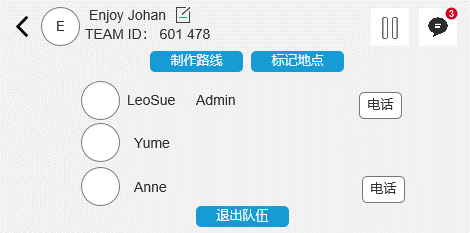 E Enjoy Johan
TEAM ID： 601 478
3
制作路线 标记地点
LeoSue Admin 电话
Yume
Anne 电话
退出队伍